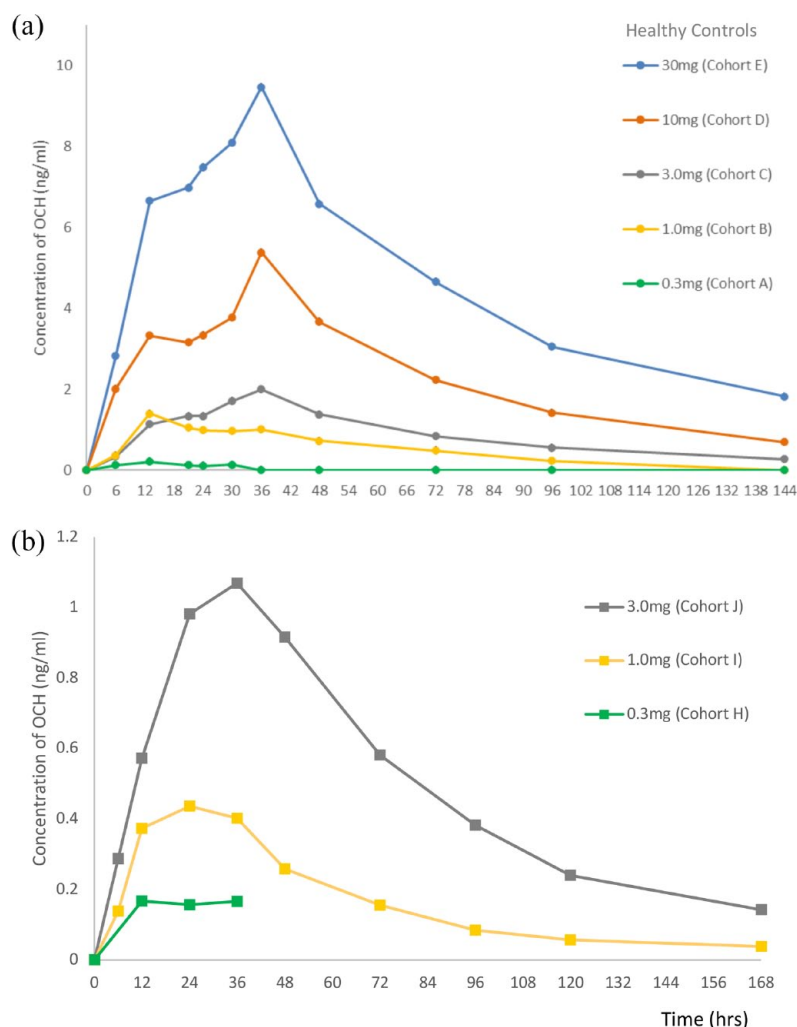 (a)
Healthy Controls
30mg (Cohort E)
10mg (Cohort D)
3.0mg (Cohort C)
1.0mg (Cohort B)
0.3mg (Cohort A)
Concentration of OCH (ng/ml)
10
8
6
4
2
0
0 6 12 18 24 30 36 42 48 54 60 66 72 78 84 90 96 102 108 114 120 126 132 138 144
(b)
3.0mg (Cohort J)
1.0mg (Cohort I)
0.3mg (Cohort H)
Concentration of OCH (ng/ml)
1.2
1
0.8
0.6
0.4
0.2
0
0 12 24 36 48 60 72 84 96 108 120 132 144 156 168
Time (hrs)